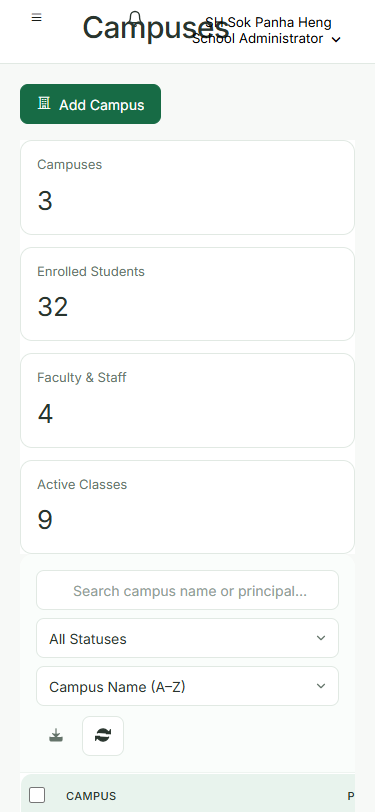 Campuses
SH Sok Panha Heng
School Administrator
Add Campus
Campuses
3
Enrolled Students
32
Faculty & Staff
4
Active Classes
9
Search campus name or principal...
All Statuses
Campus Name (A–Z)
CAMPUS P